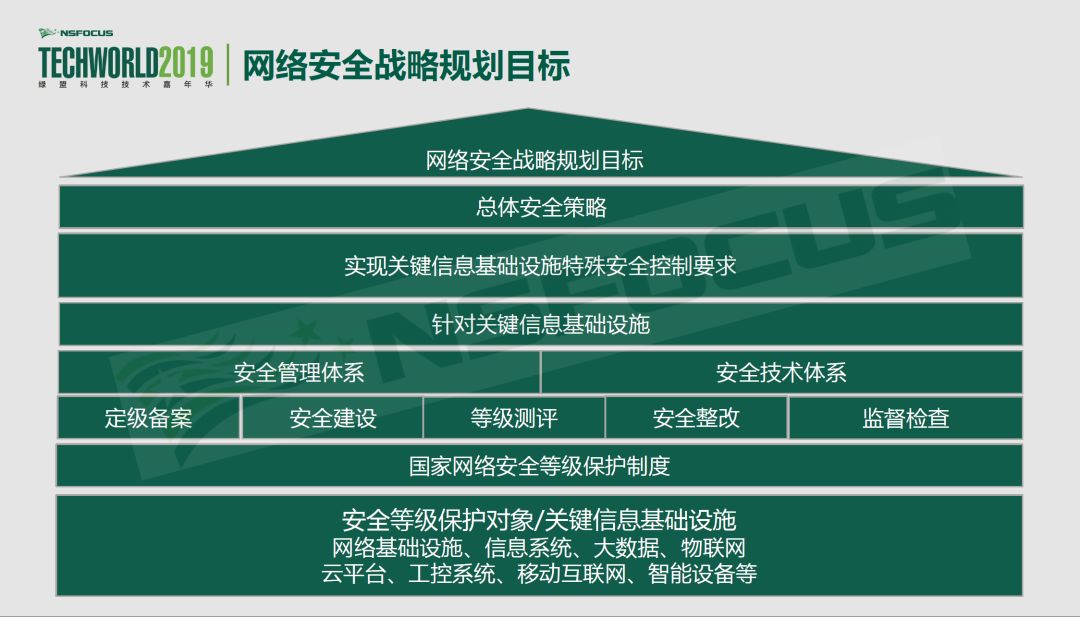 NSFOCUS
TECHWORLD2019
绿盟科技技术嘉年华
网络安全战略规划目标
网络安全战略规划目标
总体安全策略
实现关键信息基础设施特殊安全控制要求
针对关键信息基础设施
安全管理体系
安全技术体系
定级备案
安全建设
等级测评
安全整改
监督检查
国家网络安全等级保护制度
安全等级保护对象/关键信息基础设施
网络基础设施、信息系统、大数据、物联网
云平台、工控系统、移动互联网、智能设备等
NSFOCUS